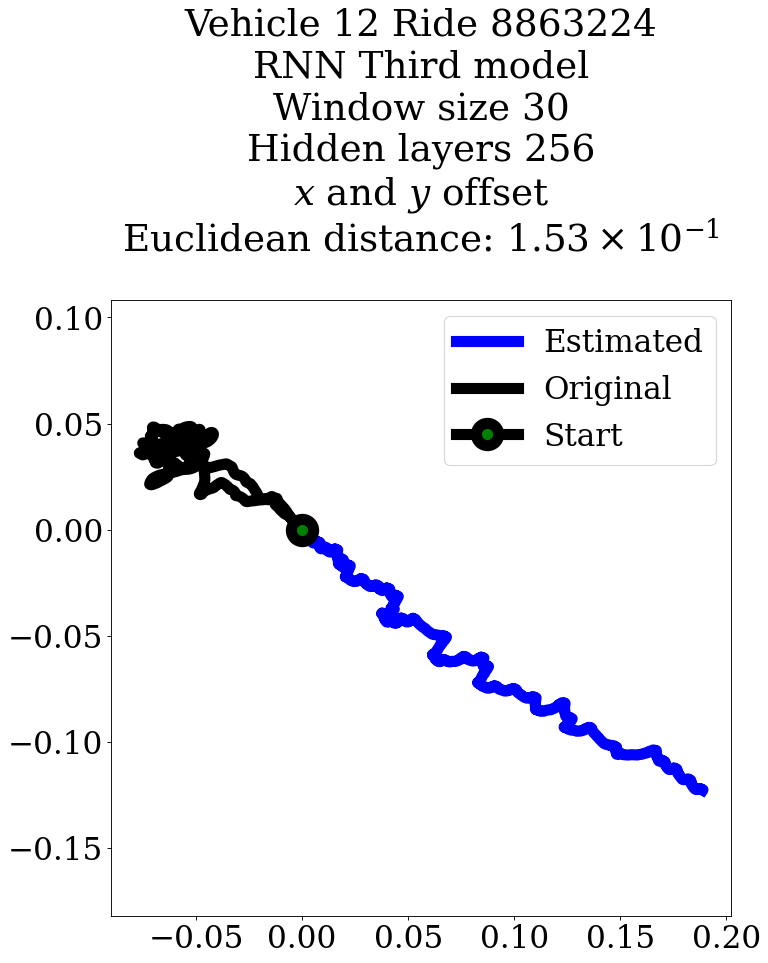 Vehicle 12 Ride 8863224
RNN Third model
Window size 30
Hidden layers 256
x and y offset
Euclidean distance: 1.53 × 10⁻¹
Estimated
Original
Start
0.10
0.05
0.00
−0.05
−0.10
−0.15
−0.05 0.00 0.05 0.10 0.15 0.20